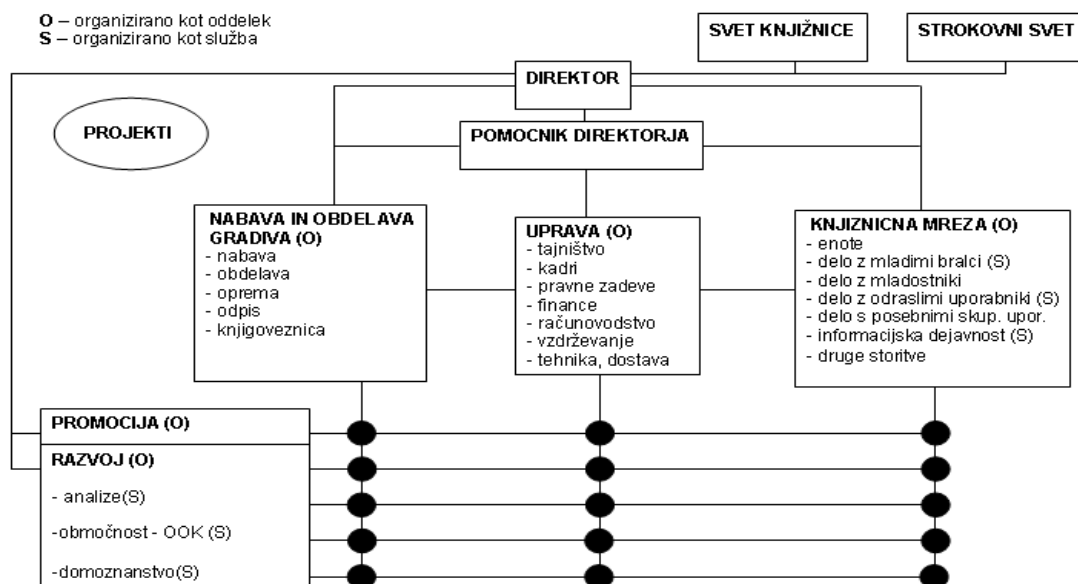 O – organizirano kot oddelek
S – organizirano kot služba
SVET KNJIŽNICE
STROKOVNI SVET
DIREKTOR
PROJEKTI
POMOCNIK DIREKTORJA
NABAVA IN OBDELAVA
GRADIVA (O)
- nabava
- obdelava
- oprema
- odpis
- knjigoveznica
UPRAVA (O)
- tajništvo
- kadri
- pravne zadeve
- finance
- računovodstvo
- vzdrževanje
- tehnika, dostava
KNJIZNICNA MREZA (O)
- enote
- delo z mladimi bralci (S)
- delo z mladostniki
- delo z odraslimi uporabniki (S)
- delo s posebnimi skup. upor.
- informacijska dejavnost (S)
- druge storitve
PROMOCIJA (O)
RAZVOJ (O)
- analize(S)
-območnost - OOK (S)
-domoznanstvo(S)